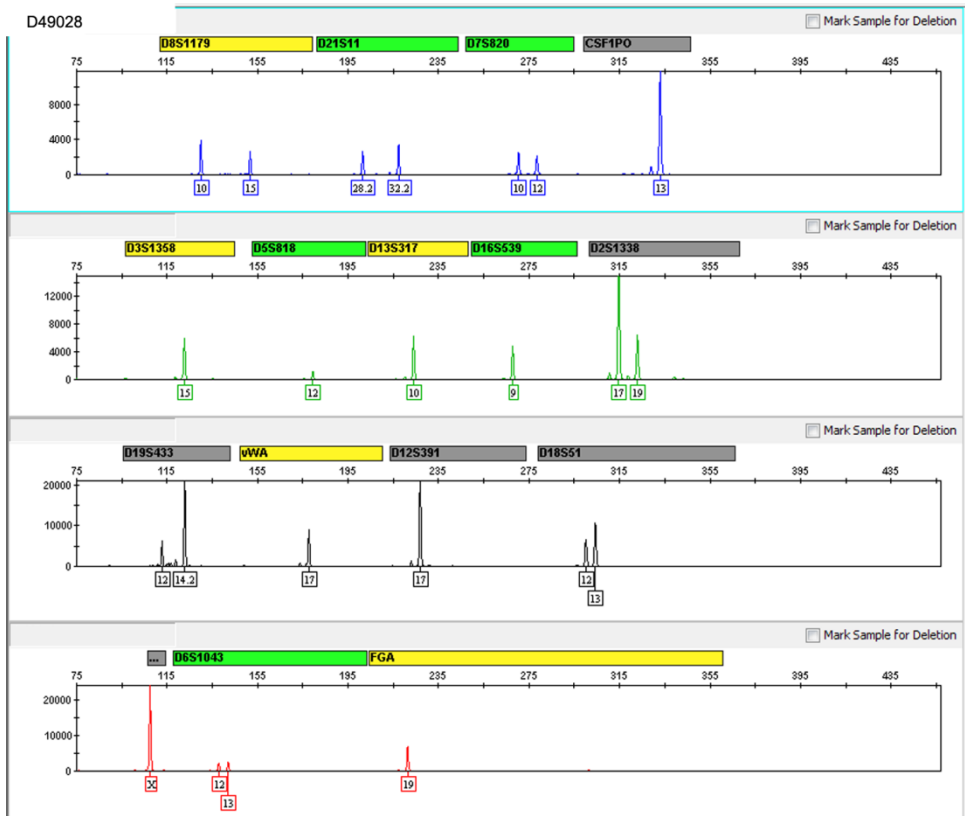 D49028
Mark Sample for Deletion
D8S1179 D21S11 D7S820 CSF1PO
75 115 155 195 235 275 315 355 395 435
8000
4000
0
10 15 28.2 32.2 10 12 13
Mark Sample for Deletion
D3S1358 D5S818 D13S317 D16S539 D2S1338
75 115 155 195 235 275 315 355 395 435
12000
8000
4000
0
15 12 10 9 17 19
Mark Sample for Deletion
D19S433 vWA D12S391 D18S51
75 115 155 195 235 275 315 355 395 435
20000
10000
0
12 14.2 17 17 12
13
Mark Sample for Deletion
... D6S1043 FGA
75 115 155 195 235 275 315 355 395 435
20000
10000
0
X 12 19
13